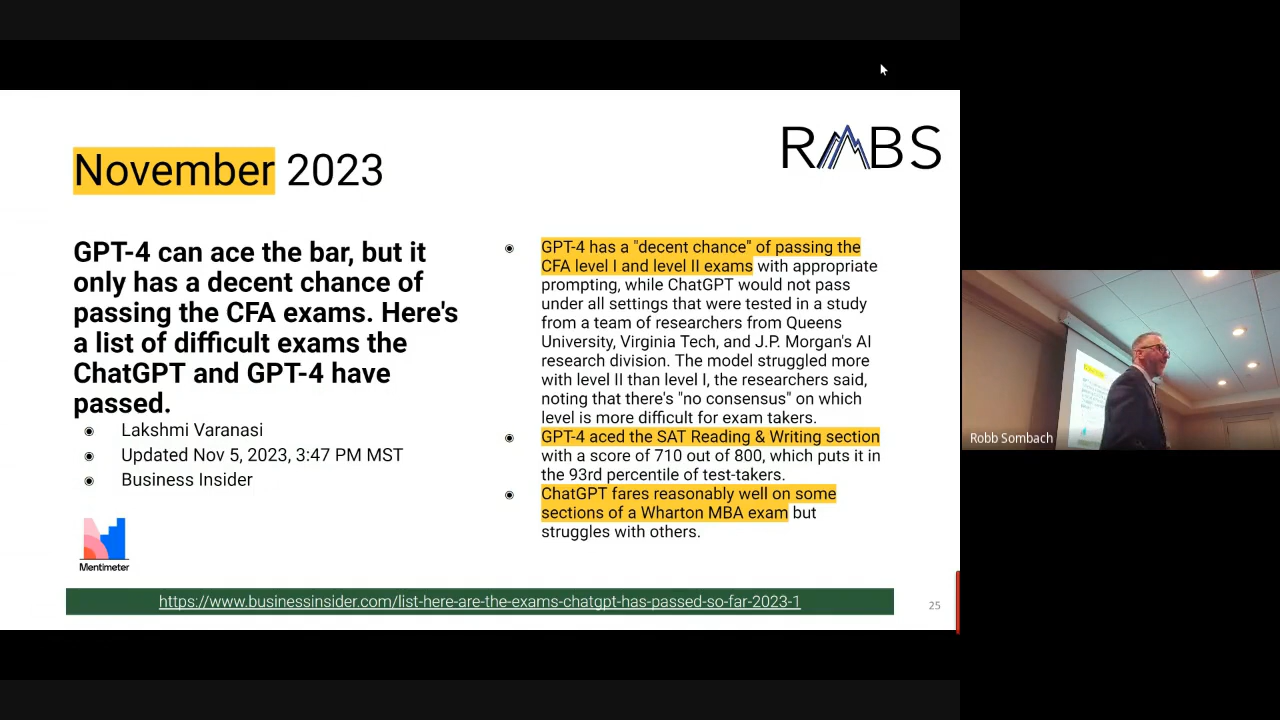 RMBS
November 2023
GPT-4 can ace the bar, but it
only has a decent chance of
passing the CFA exams. Here's
a list of difficult exams the
ChatGPT and GPT-4 have
passed.
◉ Lakshmi Varanasi
◉ Updated Nov 5, 2023, 3:47 PM MST
◉ Business Insider
Mentimeter
◉ GPT-4 has a "decent chance" of passing the
CFA level I and level II exams with appropriate
prompting, while ChatGPT would not pass
under all settings that were tested in a study
from a team of researchers from Queens
University, Virginia Tech, and J.P. Morgan's AI
research division. The model struggled more
with level II than level I, the researchers said,
noting that there's "no consensus" on which
level is more difficult for exam takers.
◉ GPT-4 aced the SAT Reading & Writing section
with a score of 710 out of 800, which puts it in
the 93rd percentile of test-takers.
◉ ChatGPT fares reasonably well on some
sections of a Wharton MBA exam but
struggles with others.
https://www.businessinsider.com/list-here-are-the-exams-chatgpt-has-passed-so-far-2023-1
25
Robb Sombach